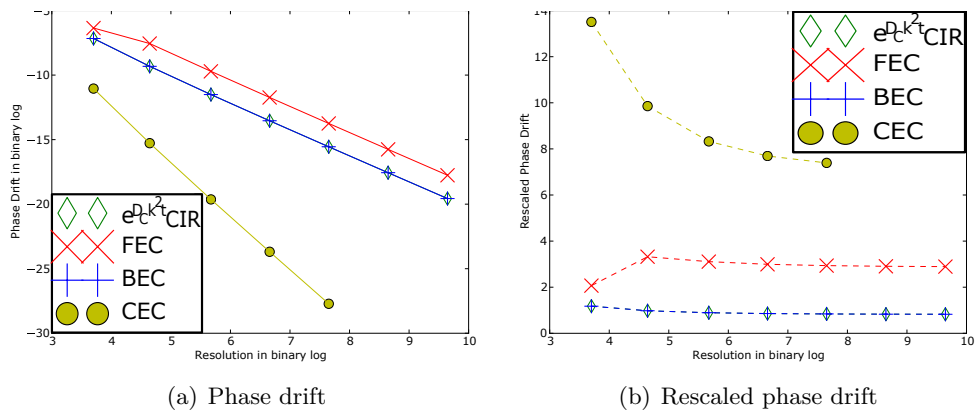 −5
−10
−15
−20
−25
−30
3
4
5
6
7
8
9
10
Phase Drift in binary log
Resolution in binary log
e^{D_c k^2 t} CIR
FEC
BEC
CEC
(a) Phase drift
14
12
10
8
6
4
2
0
3
4
5
6
7
8
9
10
Rescaled Phase Drift
Resolution in binary log
e^{D_c k^2 t} CIR
FEC
BEC
CEC
(b) Rescaled phase drift